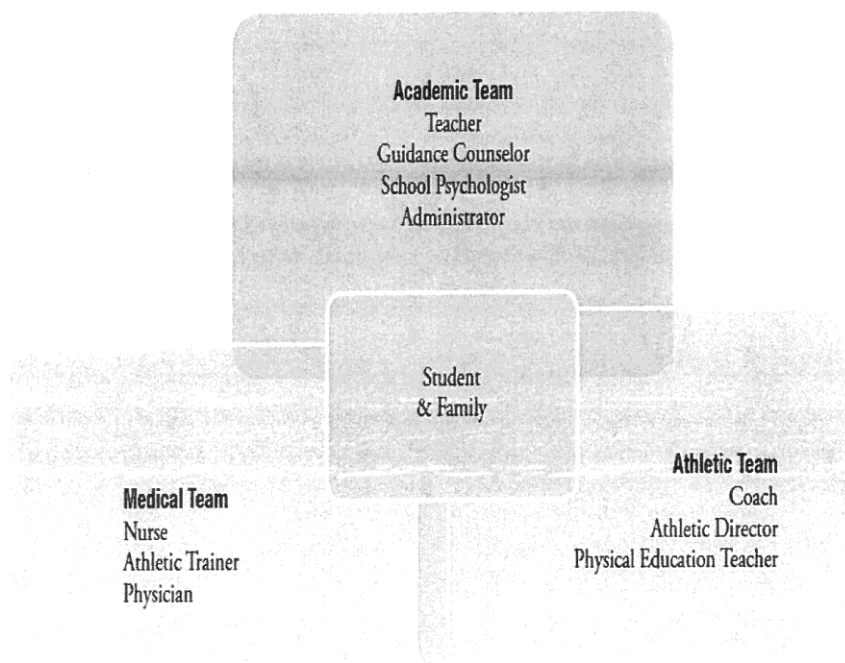 Academic Team
Teacher
Guidance Counselor
School Psychologist
Administrator
Student
& Family
Medical Team
Nurse
Athletic Trainer
Physician
Athletic Team
Coach
Athletic Director
Physical Education Teacher